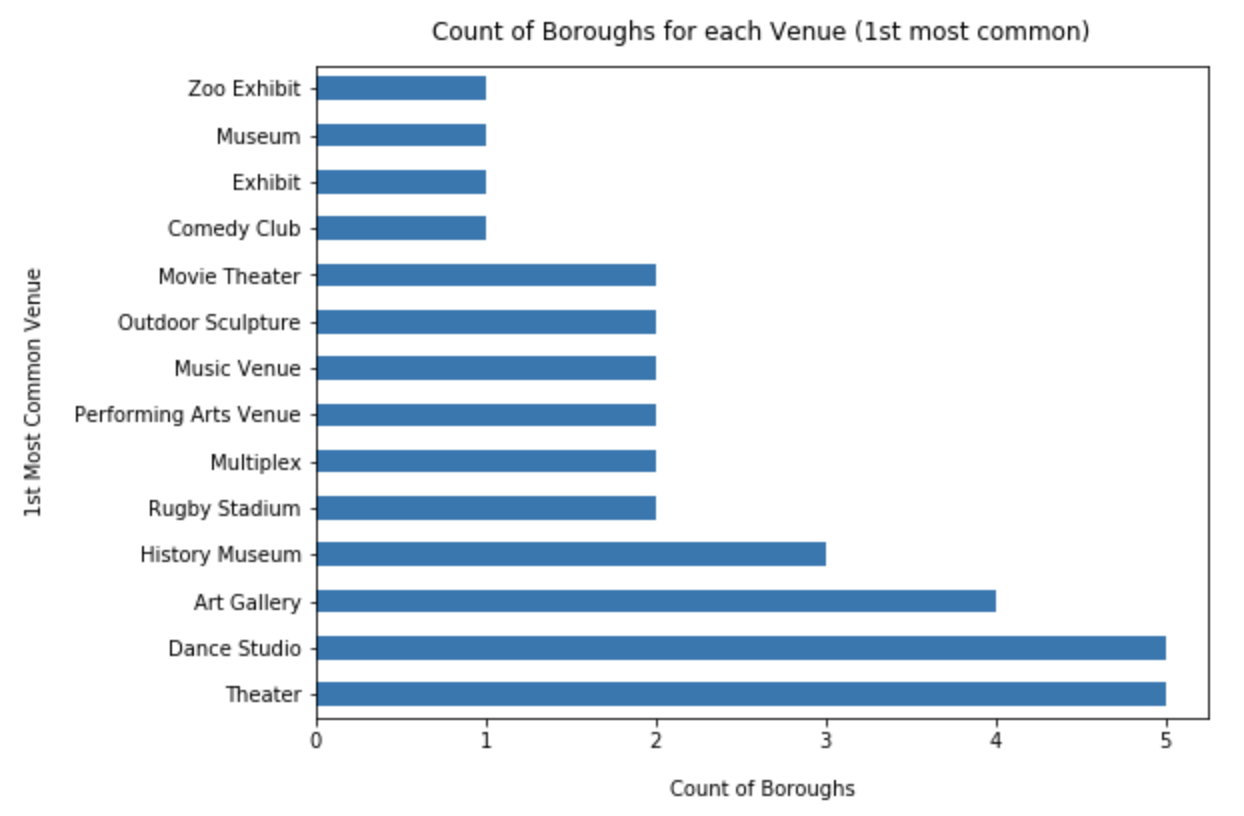 Count of Boroughs for each Venue (1st most common)
Zoo Exhibit
Museum
Exhibit
Comedy Club
Movie Theater
Outdoor Sculpture
Music Venue
Performing Arts Venue
Multiplex
Rugby Stadium
History Museum
Art Gallery
Dance Studio
Theater
1st Most Common Venue
0 1 2 3 4 5
Count of Boroughs